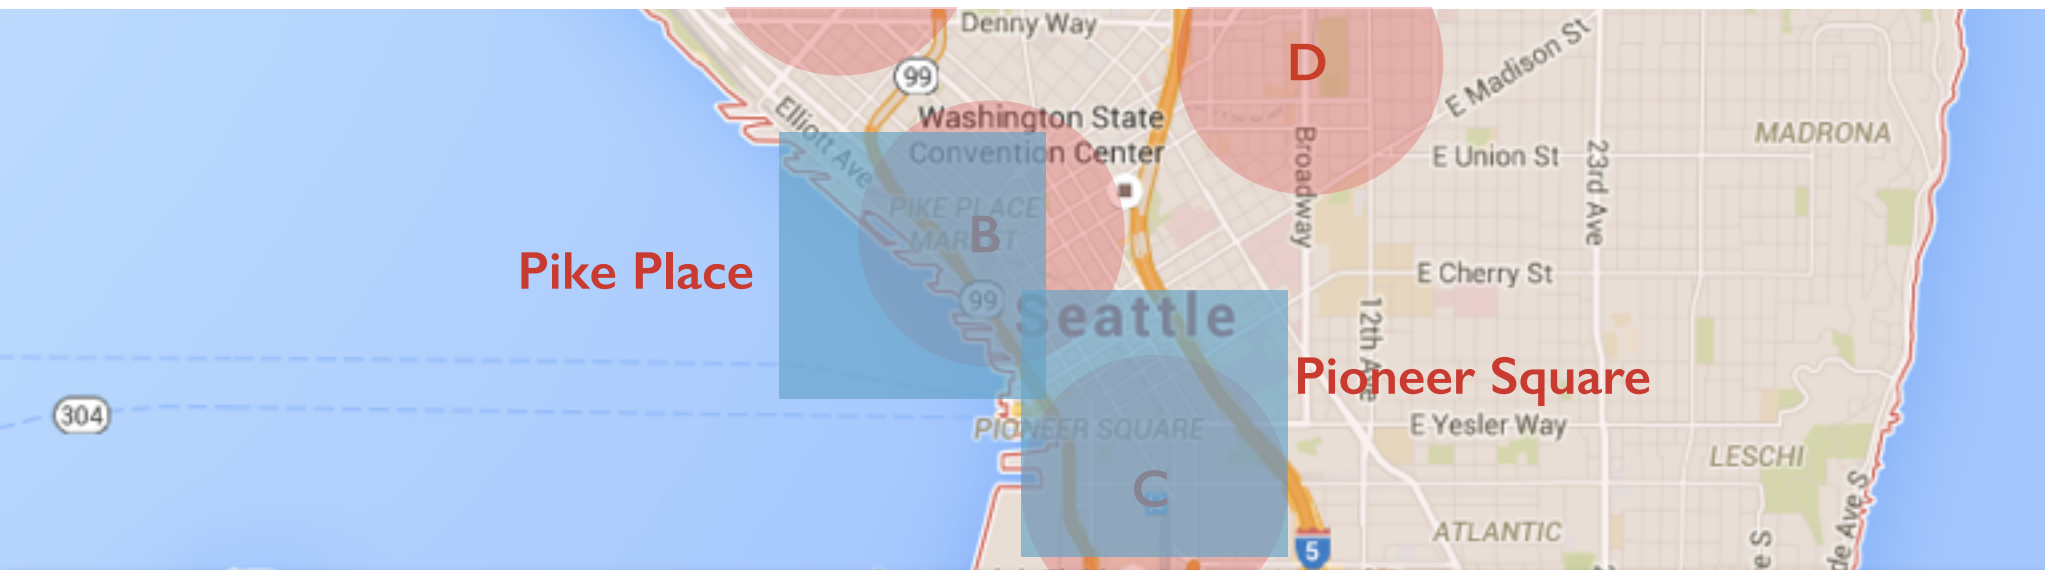 Denny Way
D
E Madison St
99
Elliott Ave
Washington State
Convention Center
Broadway
E Union St
23rd Ave
MADRONA
PIKE PLACE
MARKET
B
Pike Place
E Cherry St
99
Seattle
12th Ave
Pioneer Square
304
PIONEER SQUARE
E Yesler Way
LESCHI
C
ATLANTIC
5
e S
de Ave S